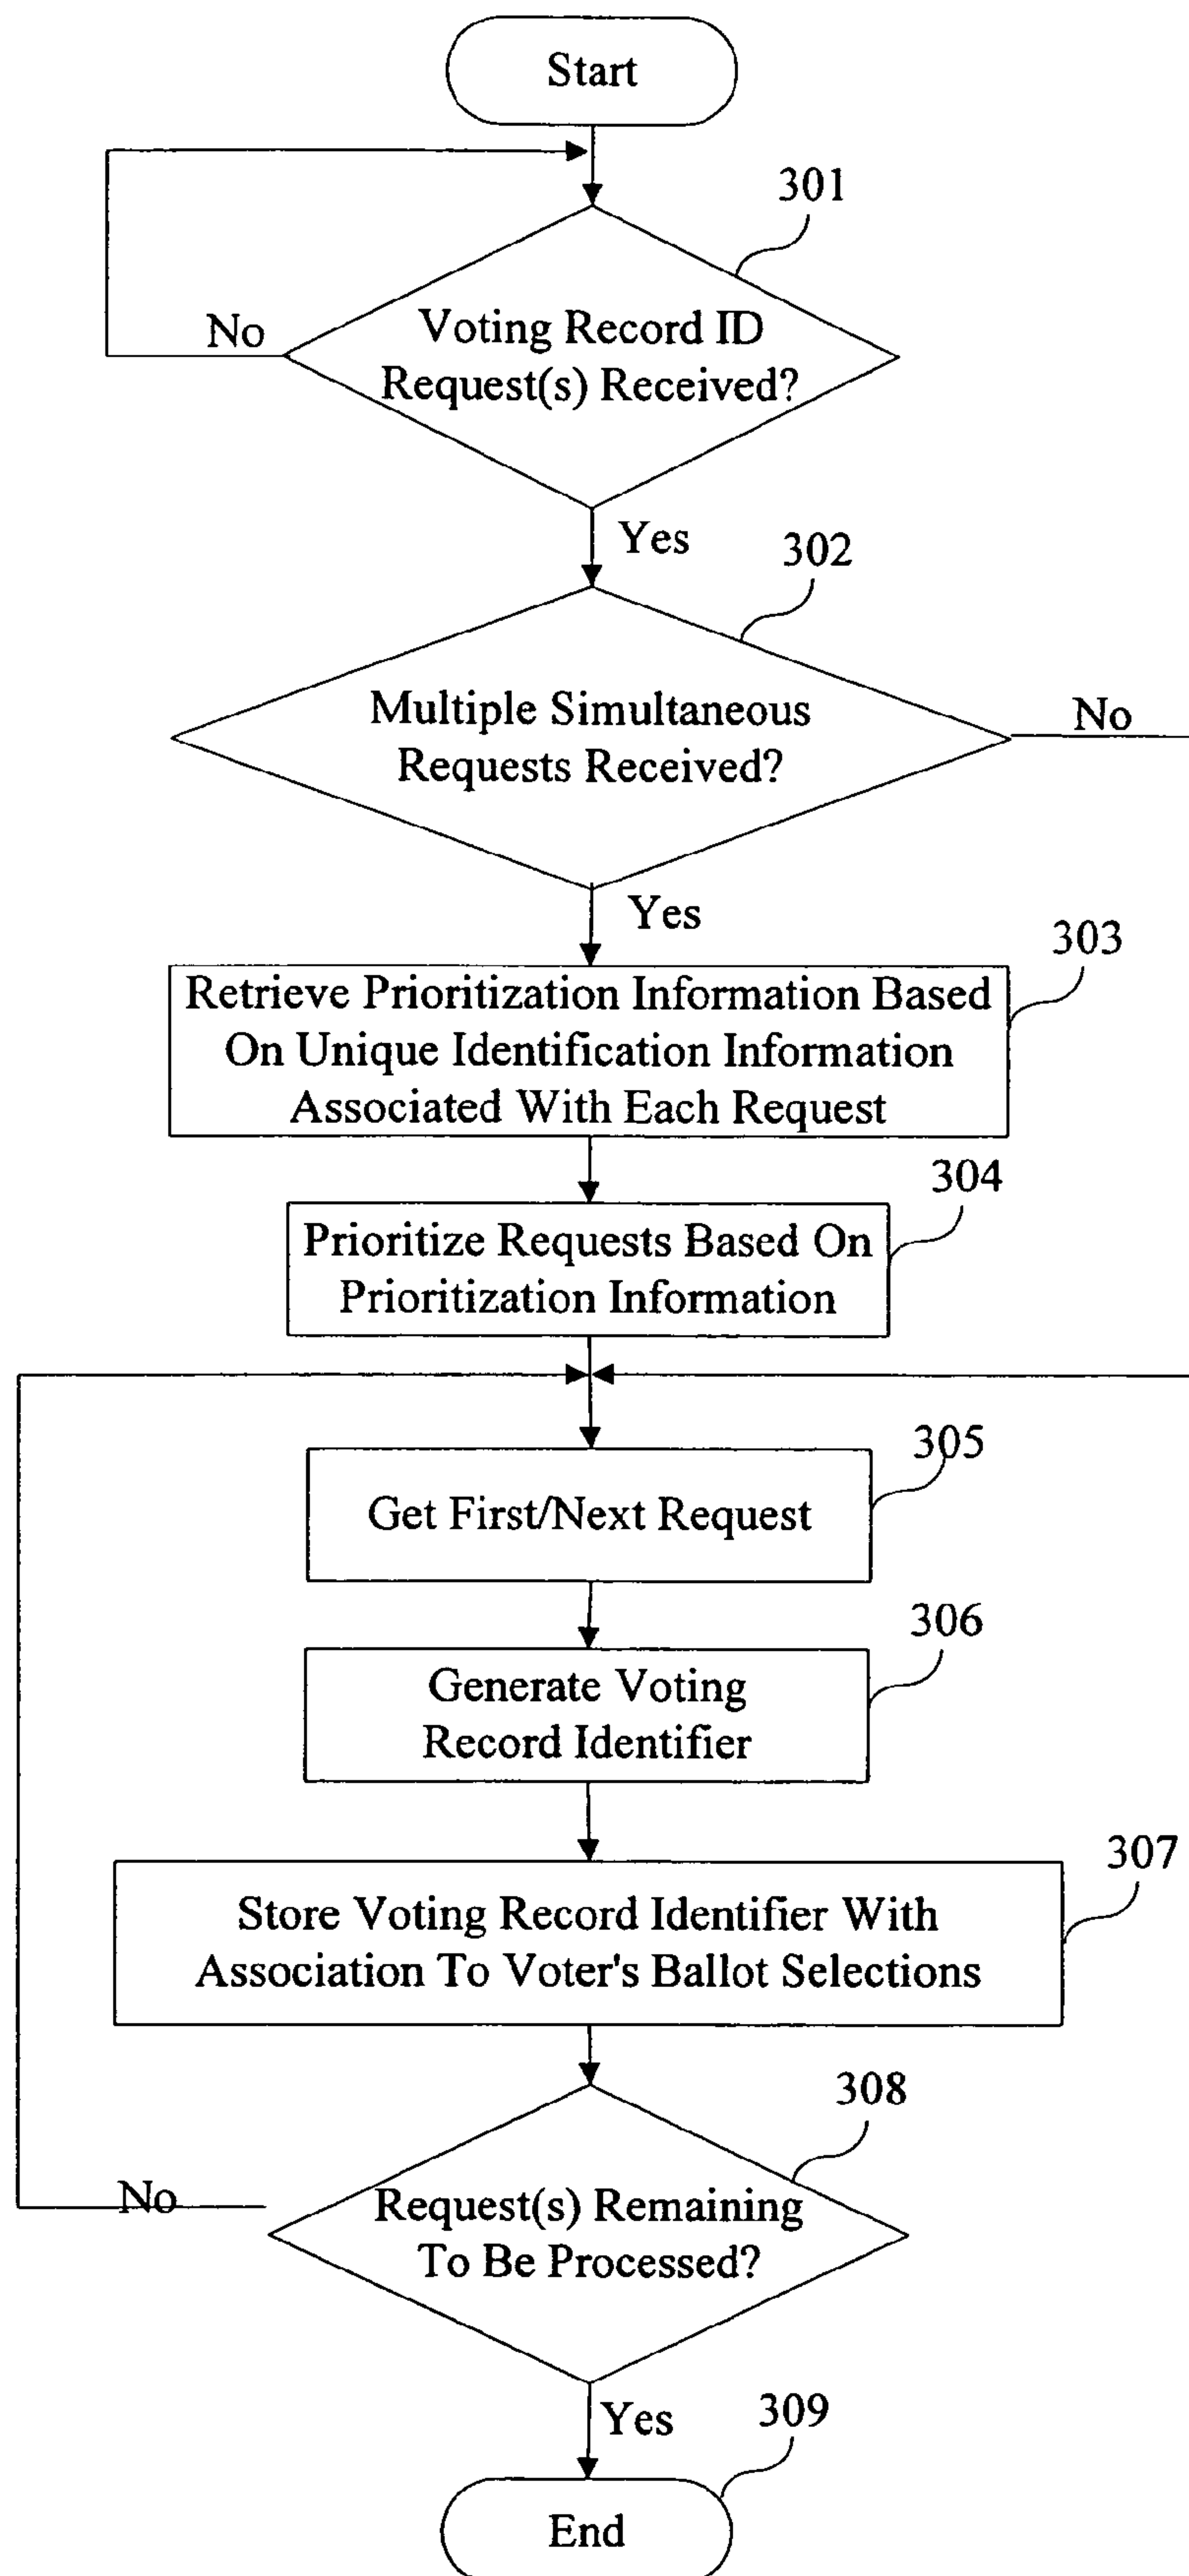 Start
301
Voting Record ID
Request(s) Received?
No
Yes
302
Multiple Simultaneous
Requests Received?
No
Yes
303
Retrieve Prioritization Information Based
On Unique Identification Information
Associated With Each Request
304
Prioritize Requests Based On
Prioritization Information
305
Get First/Next Request
306
Generate Voting
Record Identifier
307
Store Voting Record Identifier With
Association To Voter's Ballot Selections
308
Request(s) Remaining
To Be Processed?
No
Yes
309
End